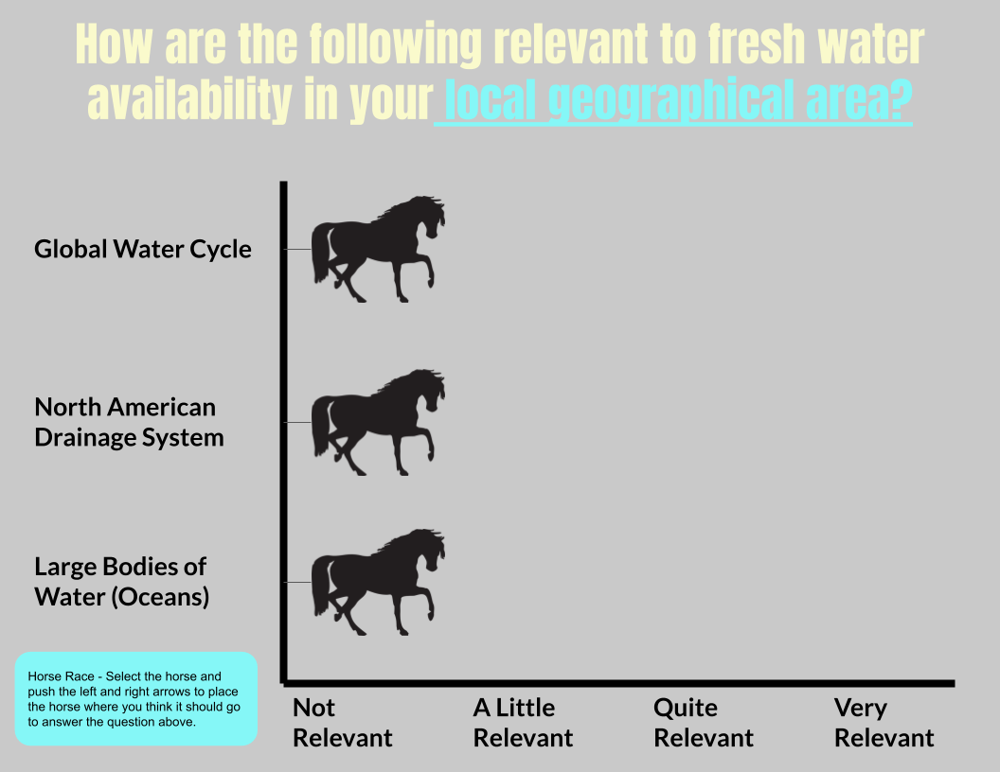 How are the following relevant to fresh water
availability in your local geographical area?
Global Water Cycle
North American
Drainage System
Large Bodies of
Water (Oceans)
Horse Race - Select the horse and
push the left and right arrows to place
the horse where you think it should go
to answer the question above.
Not
Relevant
A Little
Relevant
Quite
Relevant
Very
Relevant